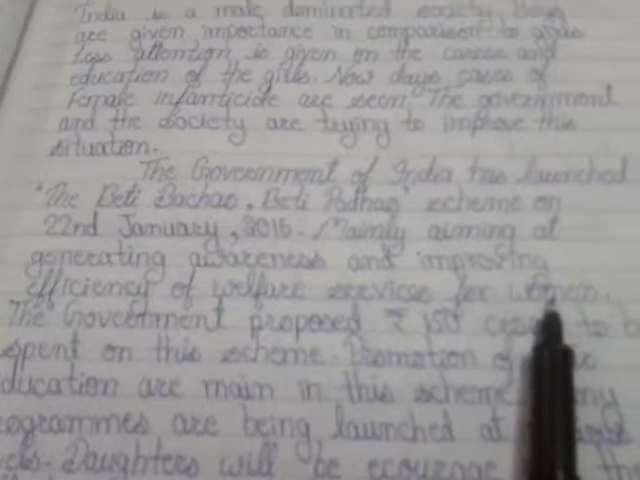 India is a male dominated society. Boys
are given importance in comparison to girls
Less attention is given on the career and
education of the girls. Now days cases of
Female infanticide are seen. The government
and the society are trying to improve this
situation.
The Government of India has launched
"The Beti Bachao, Beti Padhao" scheme on
22nd January, 2015. Mainly aiming at
generating awareness and improving
efficiency of welfare services for women.
The Government proposed ₹ 150 to b
spent on this scheme. Promotion of
ducation are main in this scheme
rogrammes are being launched at
Daughters will be ecourage